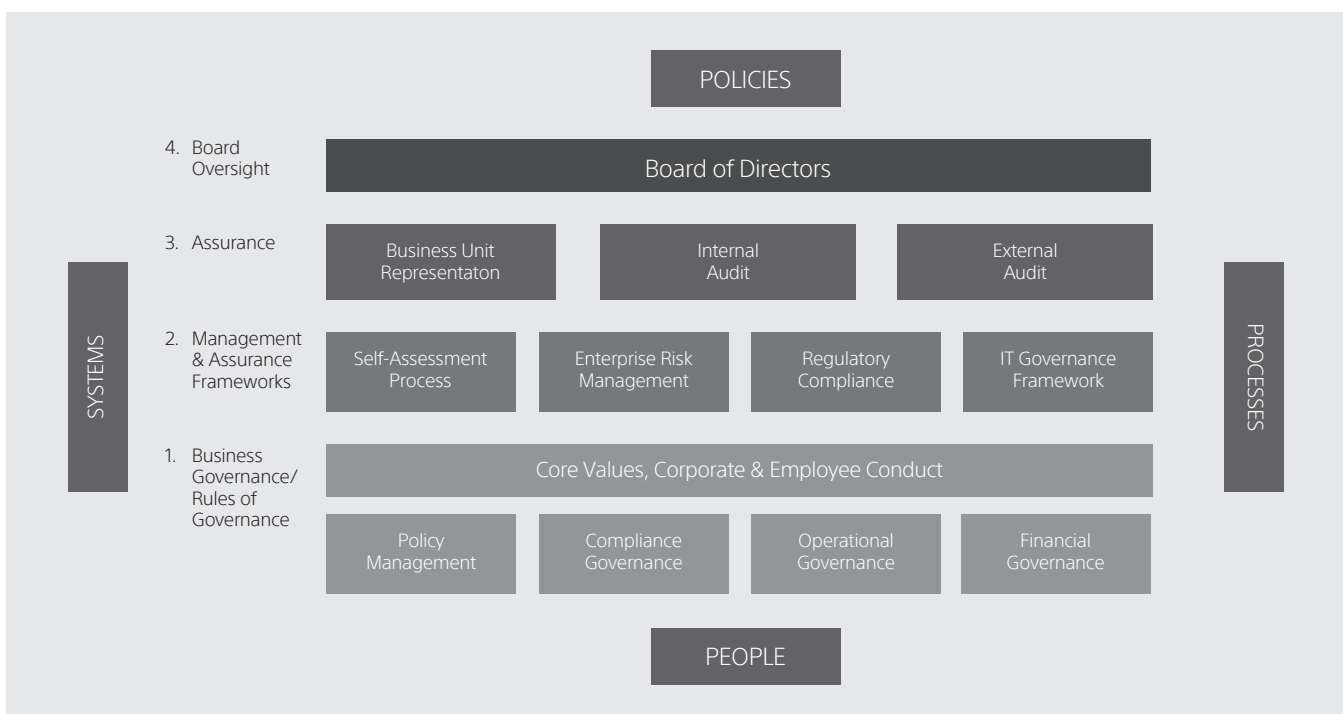 POLICIES
4. Board
Oversight
Board of Directors
3. Assurance
Business Unit
Representaton
Internal
Audit
External
Audit
SYSTEMS
2. Management
& Assurance
Frameworks
Self-Assessment
Process
Enterprise Risk
Management
Regulatory
Compliance
IT Governance
Framework
PROCESSES
1. Business
Governance/
Rules of
Governance
Core Values, Corporate & Employee Conduct
Policy
Management
Compliance
Governance
Operational
Governance
Financial
Governance
PEOPLE